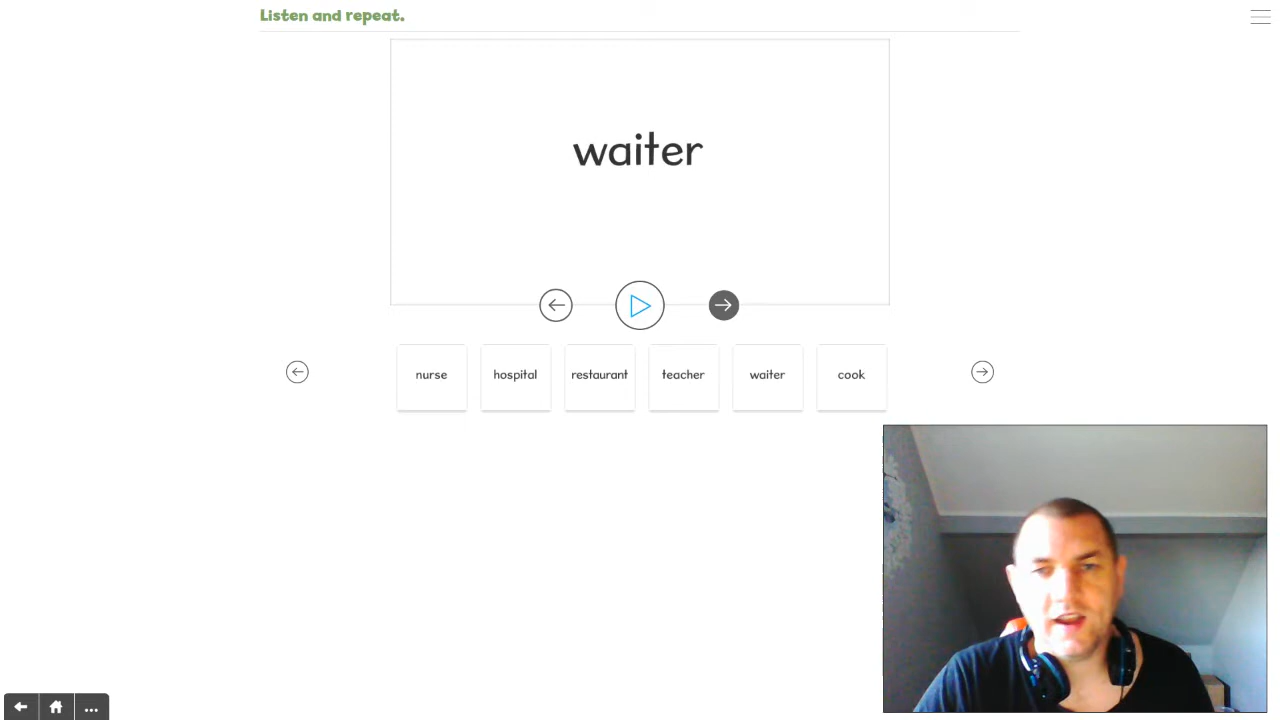 Listen and repeat.
waiter
nurse hospital restaurant teacher waiter cook